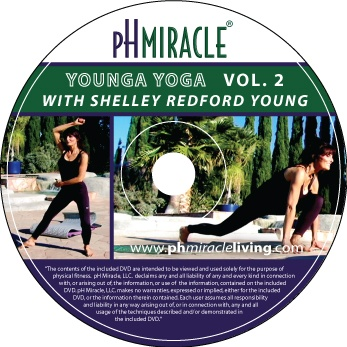 pHMIRACLE®
YOUNGA YOGA VOL. 2
WITH SHELLEY REDFORD YOUNG
www.phmiracleliving.com
"The contents of the included DVD are intended to be viewed and used solely for the purpose of
physical fitness. pH Miracle, LLC. declaims any and all liability of any and every kind in connection
with, or arising out of, the information, or use of the information, contained on the included
DVD. pH Miracle, LLC. makes no warranties, expressed or implied, either for the included
DVD, or the information therein contained. Each user assumes all responsibility
and liability in any way arising out of, or in connection with, any and all
usage of the techniques described and/or demonstrated in
the included DVD."